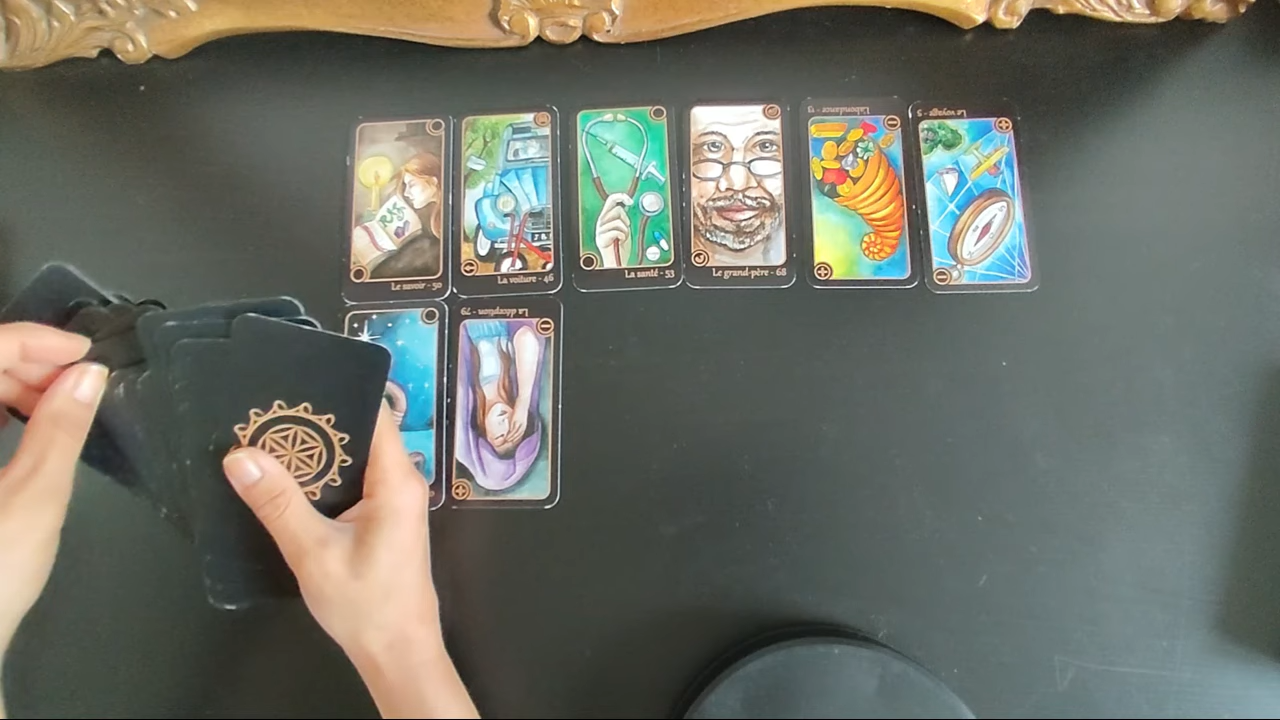 Le savoir - 50
La voiture - 46
La santé - 53
Le grand-père - 68
L'abondance - 13
Le voyage - 5
La déception - 79